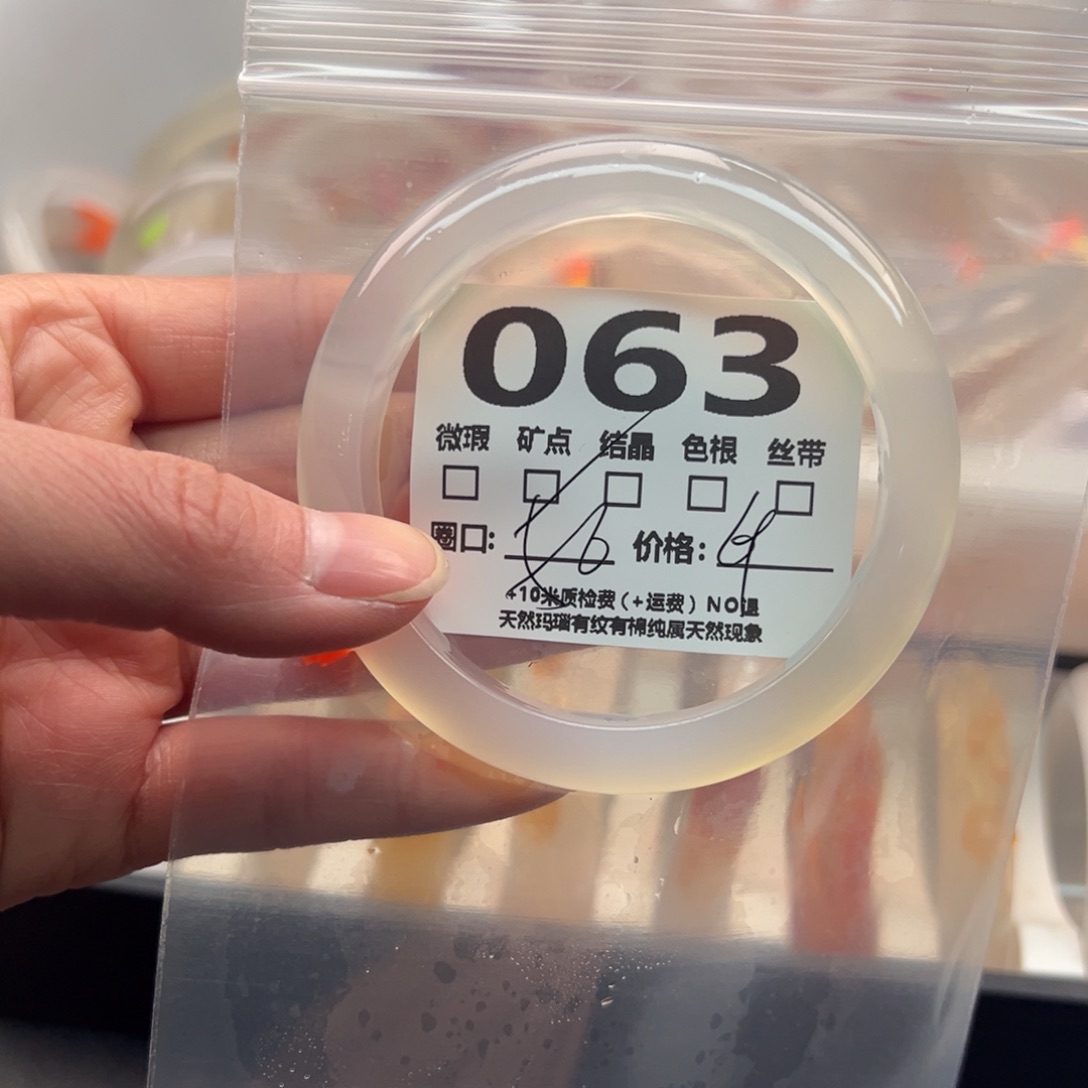 063
微瑕 矿点 结晶 色根 丝带
圈口: 价格:
+10米质检费(+运费) NO退
天然玛瑙有纹有棉纯属天然现象